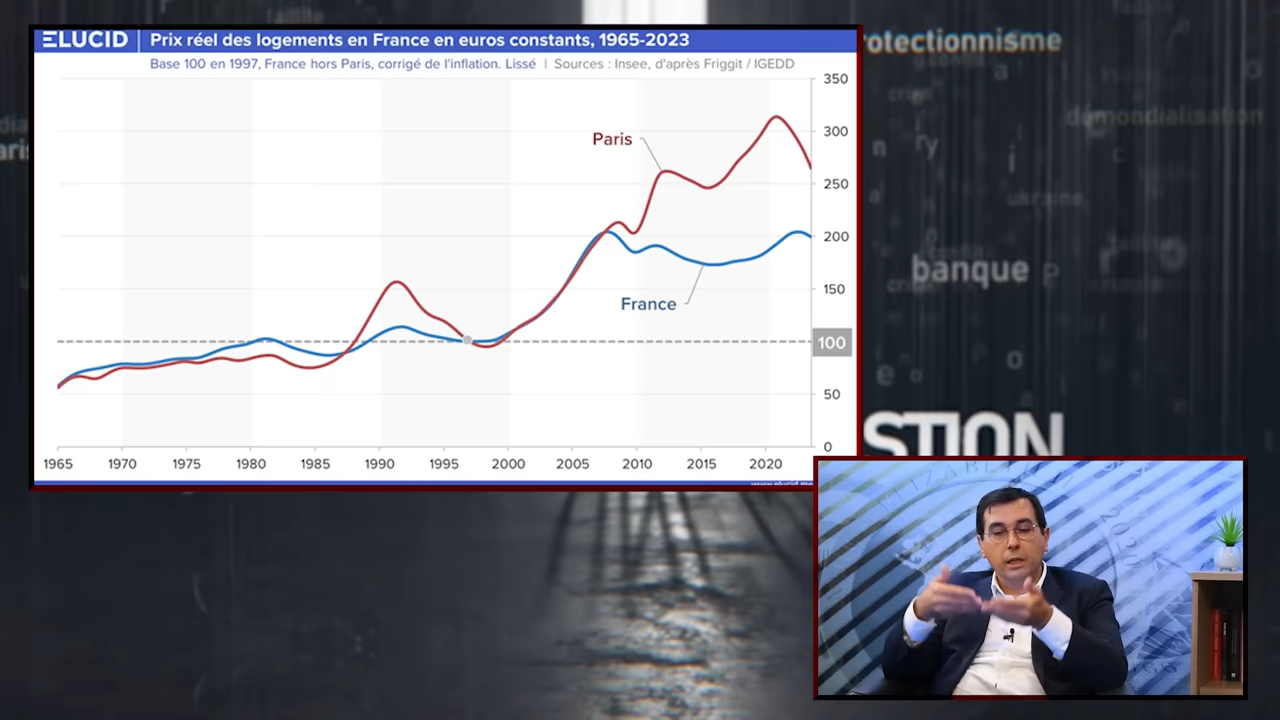 ELUCID
Prix réel des logements en France en euros constants, 1965-2023
Base 100 en 1997, France hors Paris, corrigé de l'inflation. Lissé | Sources : Insee, d'après Friggit / IGEDD
350
300
250
200
150
100
50
0
Paris
France
1965 1970 1975 1980 1985 1990 1995 2000 2005 2010 2015 2020
otectionnisme
démondialisation
ukraine
banque
STION